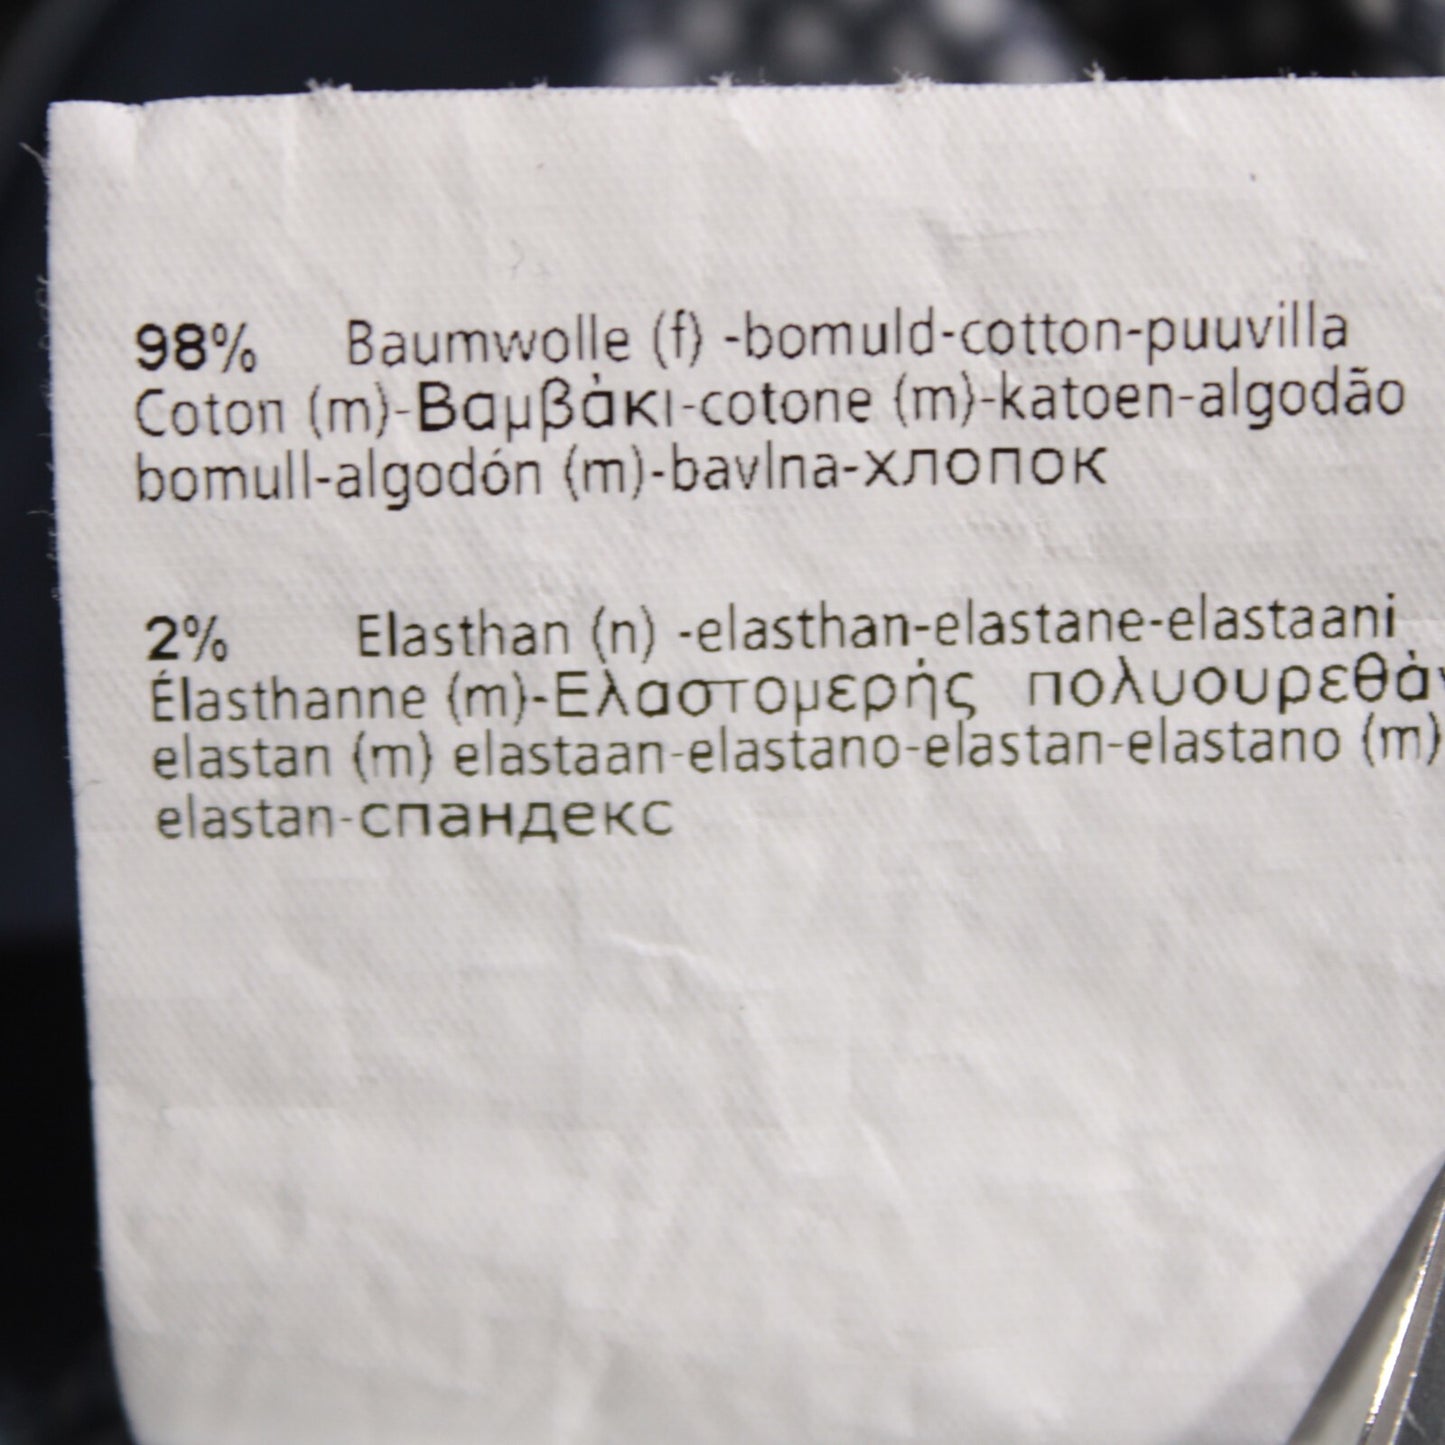 98% Baumwolle (f) -bomuld-cotton-puuvilla
Coton (m)-Βαμβάκι-cotone (m)-katoen-algodão
bomull-algodón (m)-bavlna-хлопок
2% Elasthan (n) -elasthan-elastane-elastaani
Élasthanne (m)-Ελαστομερής
elastan (m) elastaan-elastano-elastan-elastano (m)
elastan-спандекс